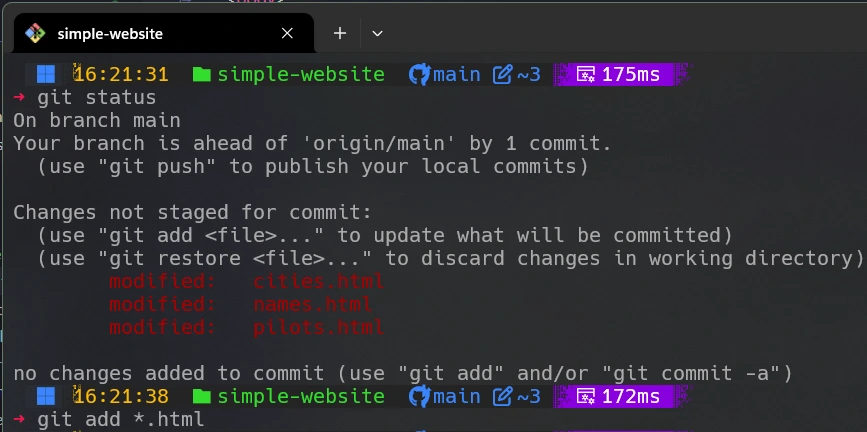 simple-website
16:21:31 simple-website main ~3 175ms
→ git status
On branch main
Your branch is ahead of 'origin/main' by 1 commit.
(use "git push" to publish your local commits)
Changes not staged for commit:
(use "git add <file>..." to update what will be committed)
(use "git restore <file>..." to discard changes in working directory)
modified: cities.html
modified: names.html
modified: pilots.html
no changes added to commit (use "git add" and/or "git commit -a")
16:21:38 simple-website main ~3 172ms
→ git add *.html